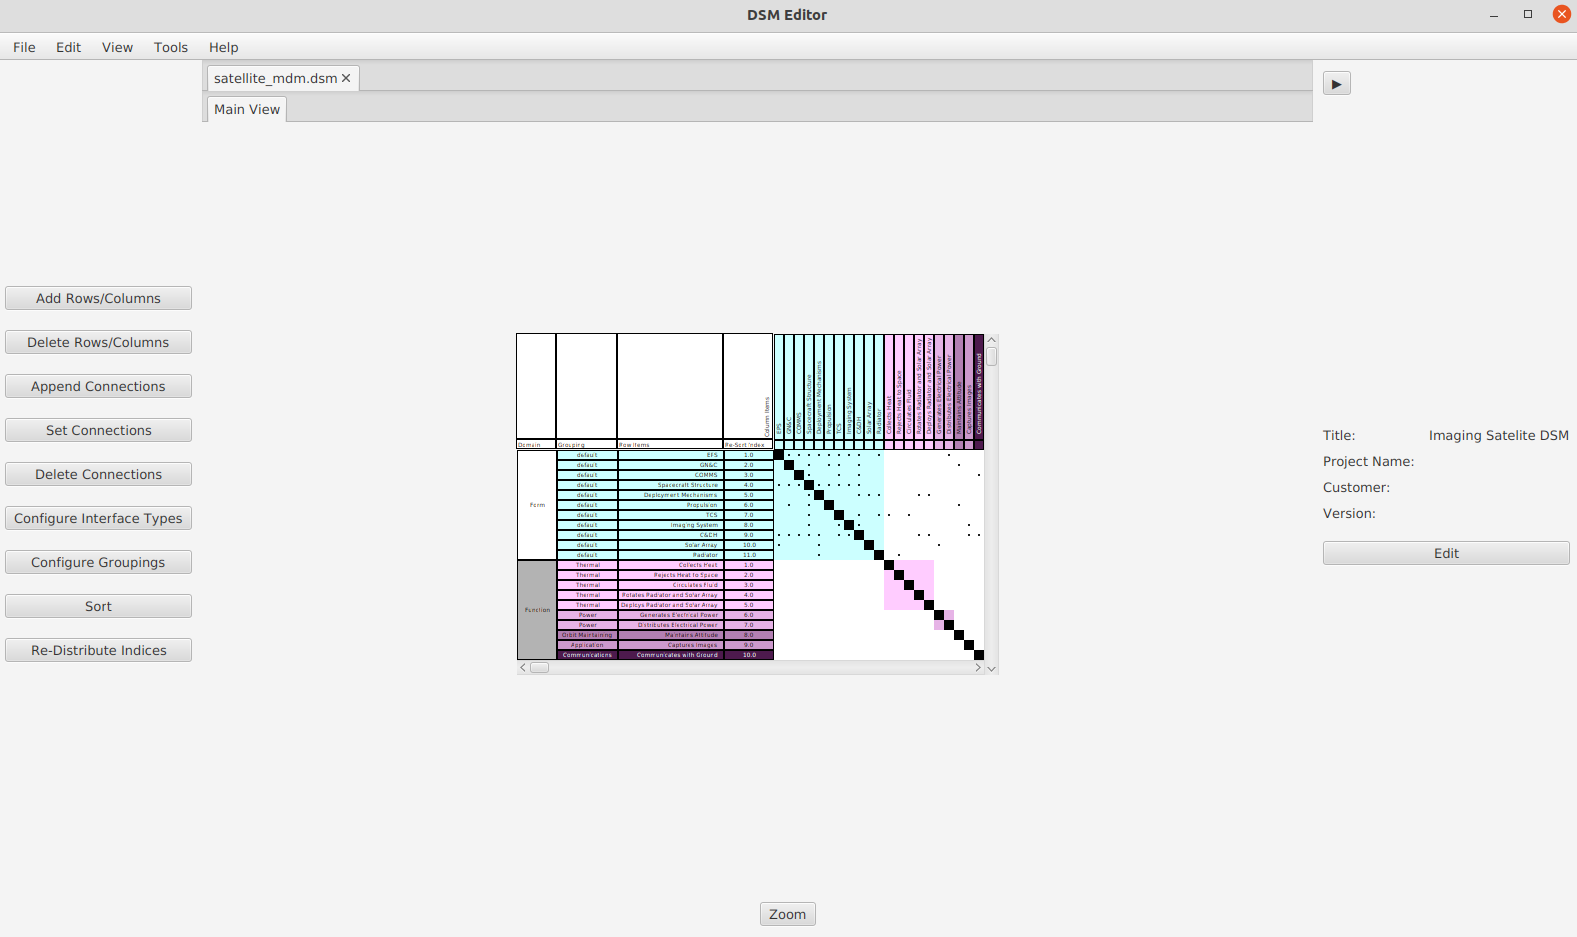 DSM Editor
File Edit View Tools Help
satellite_mdm.dsm
Main View
Add Rows/Columns
Delete Rows/Columns
Append Connections
Set Connections
Delete Connections
Configure Interface Types
Configure Groupings
Sort
Re-Distribute Indices
Column Items
EPS
GN&C
COMMS
Spacecraft Structure
Deployment Mechanisms
Propulsion
TCS
Imaging System
C&DH
Solar Array
Radiator
Collects Heat
Rejects Heat to Space
Circulates Fluid
Rotates Radiator and Solar Array
Deploys Radiator and Solar Array
Generates Electrical Power
Distributes Electrical Power
Maintains Attitude
Captures Images
Communicates with Ground
Domain Grouping Row Items Re-Sort Index
Form
default EPS 1.0
default GN&C 2.0
default COMMS 3.0
default Spacecraft Structure 4.0
default Deployment Mechanisms 5.0
default Propulsion 6.0
default TCS 7.0
default Imaging System 8.0
default C&DH 9.0
default Solar Array 10.0
default Radiator 11.0
Function
Thermal Collects Heat 1.0
Thermal Rejects Heat to Space 2.0
Thermal Circulates Fluid 3.0
Thermal Rotates Radiator and Solar Array 4.0
Thermal Deploys Radiator and Solar Array 5.0
Power Generates Electrical Power 6.0
Power Distributes Electrical Power 7.0
Orbit Maintaining Maintains Attitude 8.0
Application Captures Images 9.0
Communications Communicates with Ground 10.0
Title: Imaging Satelite DSM
Project Name:
Customer:
Version:
Edit
Zoom